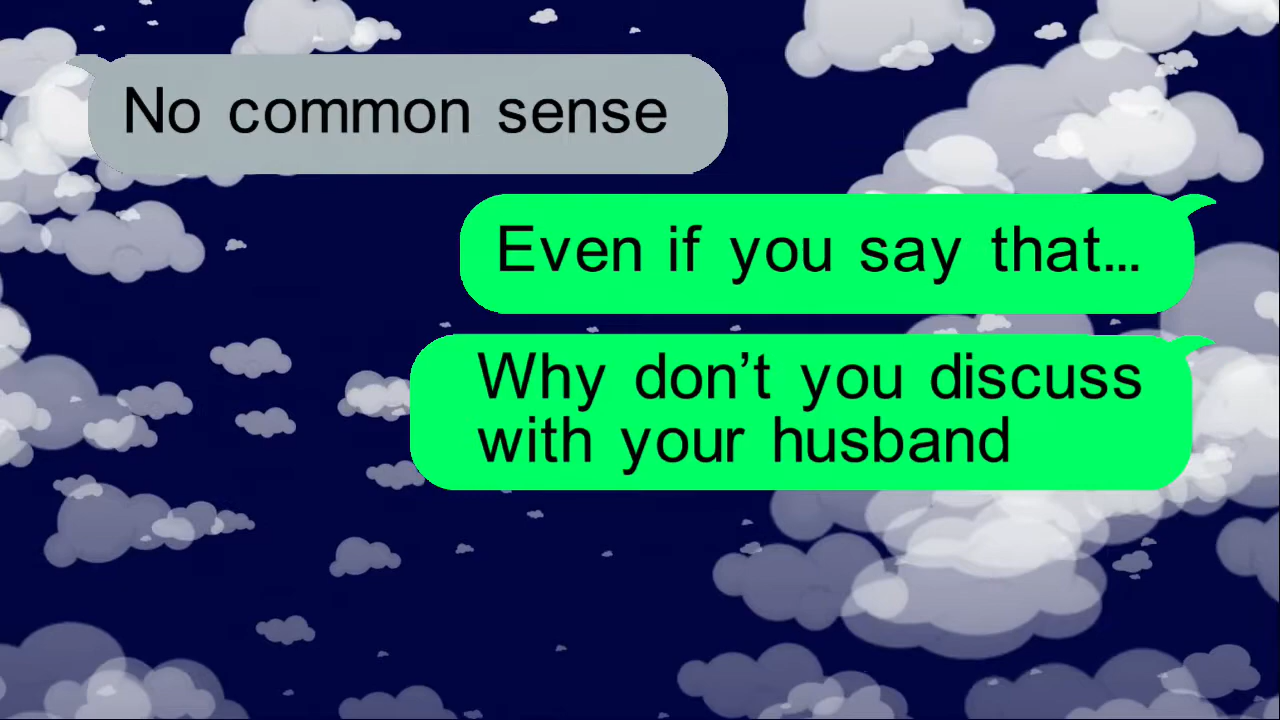 No common sense
Even if you say that…
Why don’t you discuss
with your husband